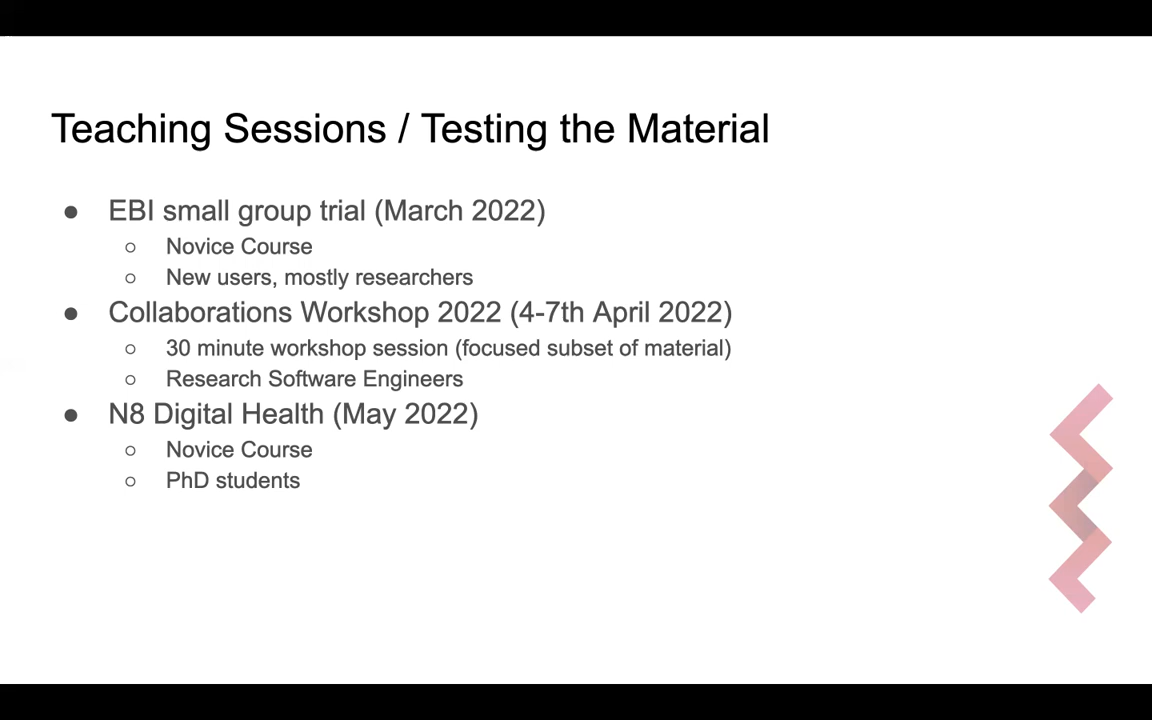 Teaching Sessions / Testing the Material
● EBI small group trial (March 2022)
○ Novice Course
○ New users, mostly researchers
● Collaborations Workshop 2022 (4-7th April 2022)
○ 30 minute workshop session (focused subset of material)
○ Research Software Engineers
● N8 Digital Health (May 2022)
○ Novice Course
○ PhD students